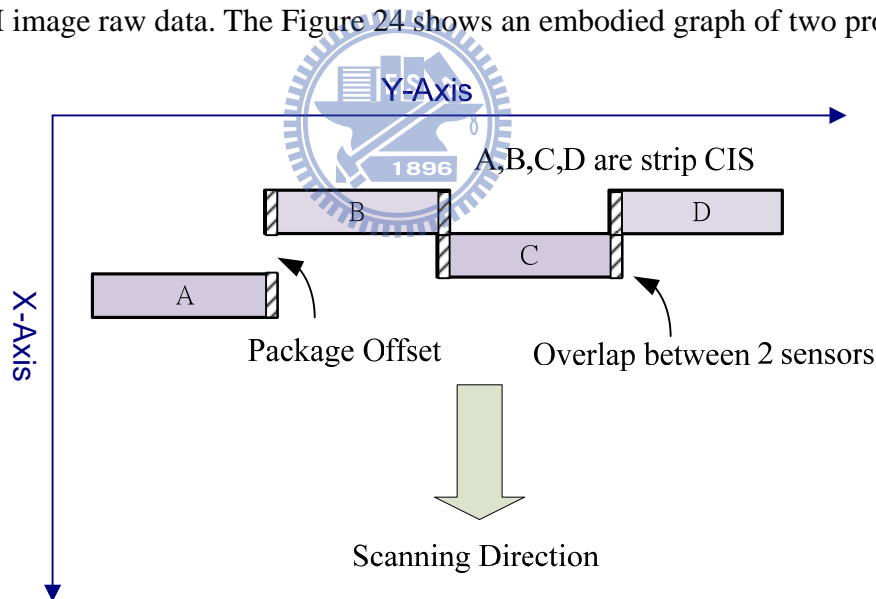 I image raw data. The Figure 24 shows an embodied graph of two pro
Y-Axis
1896
A,B,C,D are strip CIS
B
D
C
A
X-Axis
Package Offset
Overlap between 2 sensors
Scanning Direction